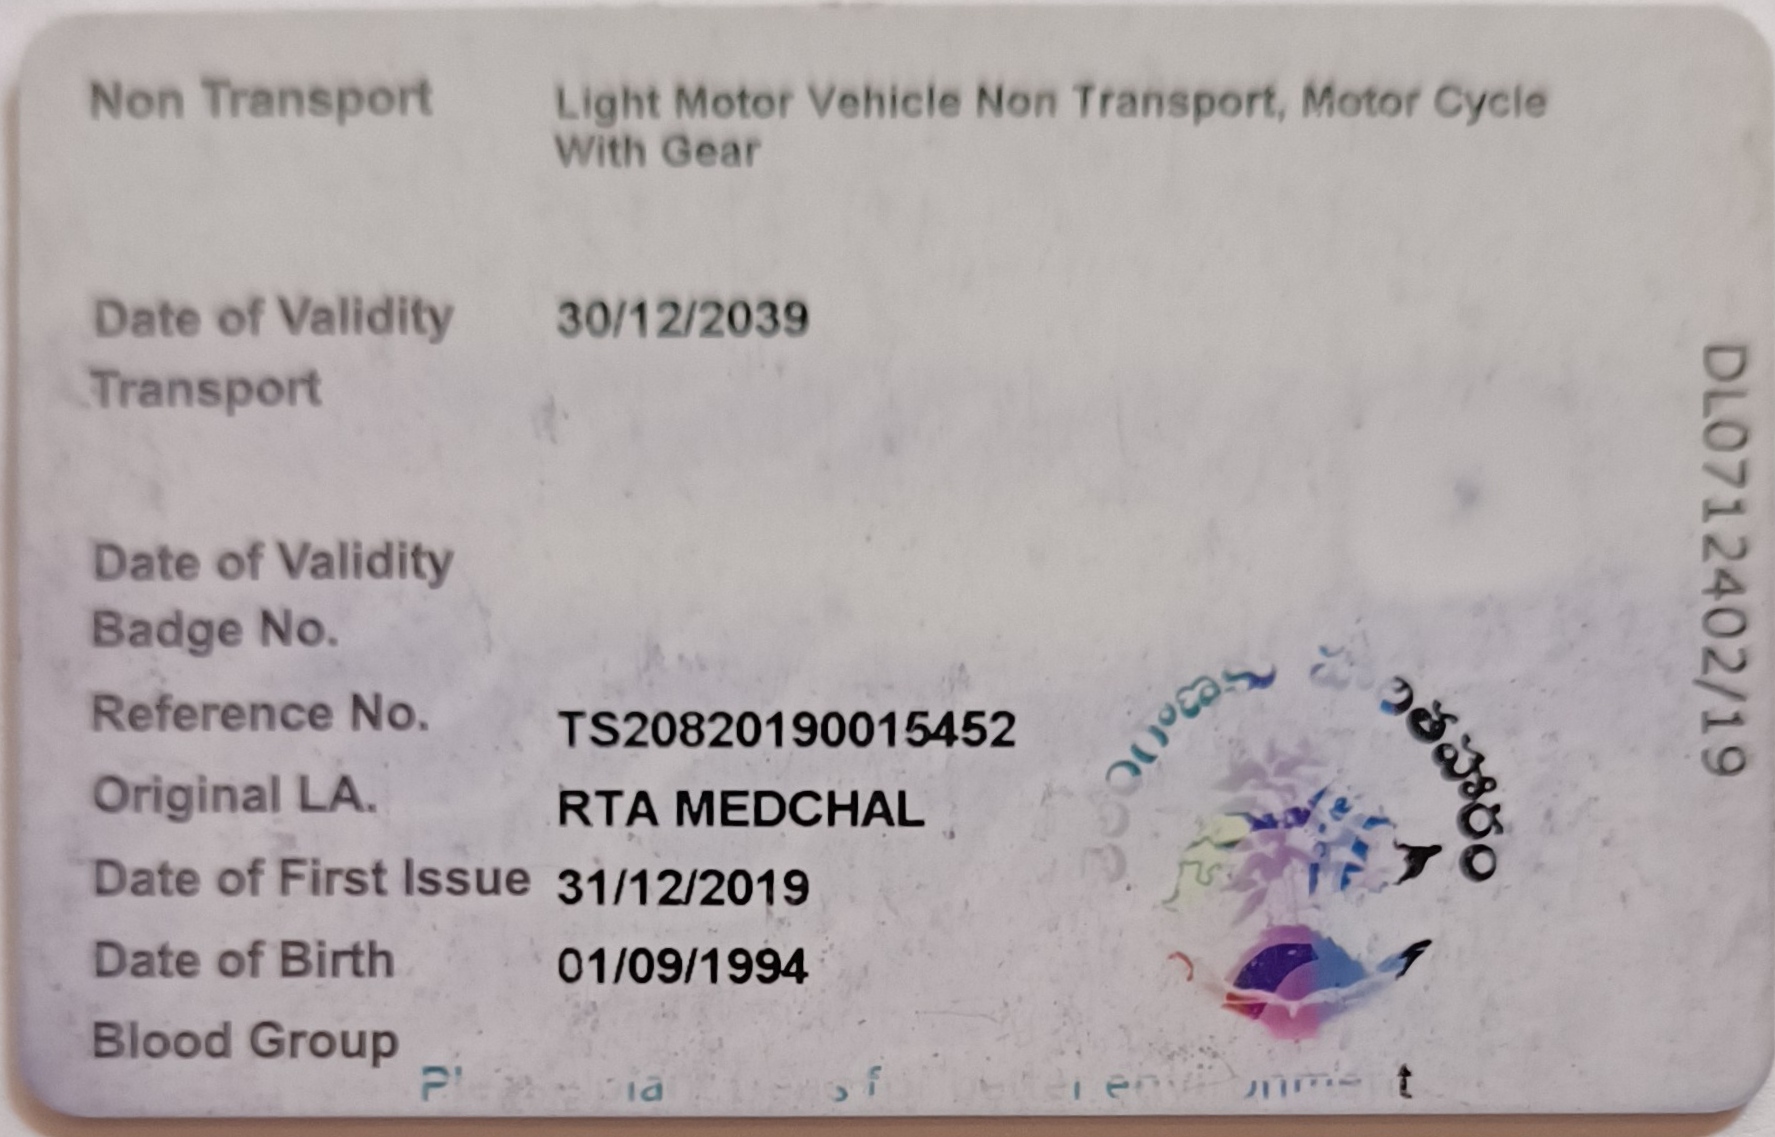 Non Transport Light Motor Vehicle Non Transport, Motor Cycle
With Gear
Date of Validity 30/12/2039
Transport
Date of Validity
Badge No.
Reference No. TS20820190015452
Original LA. RTA MEDCHAL
Date of First Issue 31/12/2019
Date of Birth 01/09/1994
Blood Group
DL0712402/19